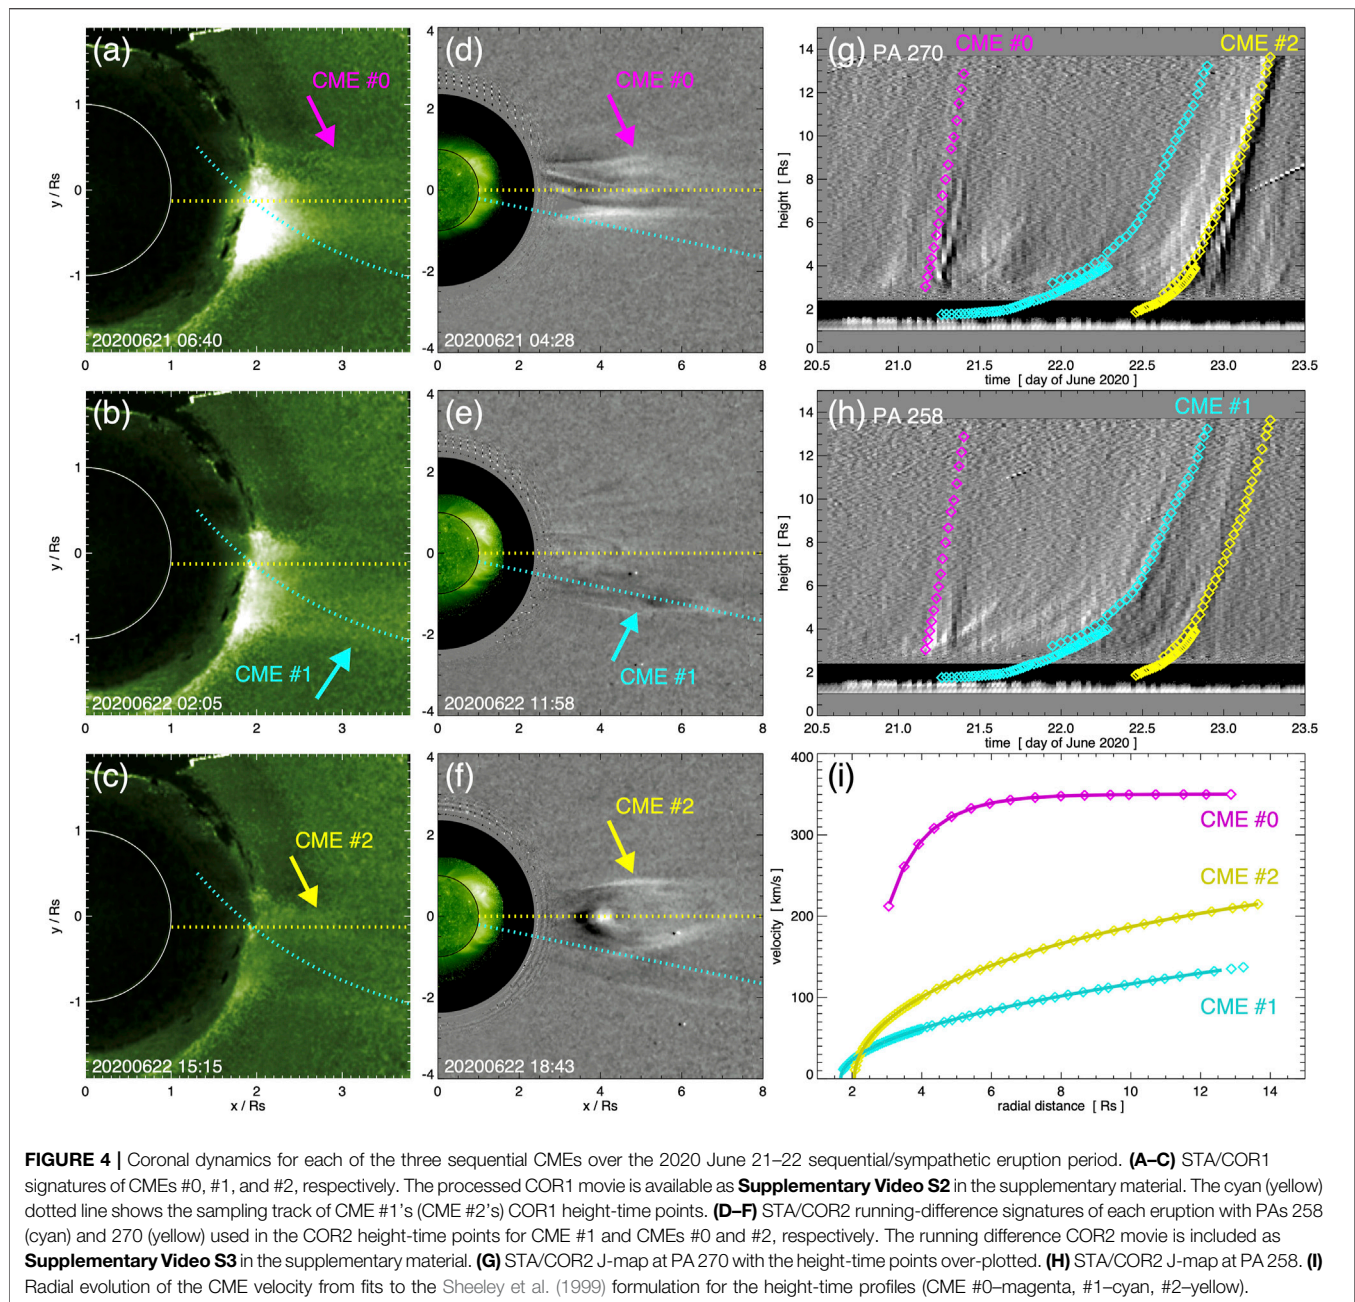 (a)
CME #0
20200621 06:40
y / Rs
1
0
-1
0
1
2
3
(d)
CME #0
20200621 04:28
4
2
0
-2
-4
0
2
4
6
8
(g) PA 270
CME #0
CME #2
height [ Rs ]
14
12
10
8
6
4
2
0
20.5
21.0
21.5
22.0
22.5
23.0
23.5
time [ day of June 2020 ]
(b)
CME #1
20200622 02:05
y / Rs
1
0
-1
0
1
2
3
(e)
CME #1
20200622 11:58
4
2
0
-2
-4
0
2
4
6
8
(h) PA 258
CME #1
height [ Rs ]
14
12
10
8
6
4
2
0
20.5
21.0
21.5
22.0
22.5
23.0
23.5
time [ day of June 2020 ]
(c)
CME #2
20200622 15:15
y / Rs
1
0
-1
0
1
2
3
x / Rs
(f)
CME #2
20200622 18:43
4
2
0
-2
-4
0
2
4
6
8
x / Rs
(i)
CME #0
CME #2
CME #1
velocity [ km/s ]
400
300
200
100
0
2
4
6
8
10
12
14
radial distance [ Rs ]
FIGURE 4 | Coronal dynamics for each of the three sequential CMEs over the 2020 June 21–22 sequential/sympathetic eruption period. (A–C) STA/COR1
signatures of CMEs #0, #1, and #2, respectively. The processed COR1 movie is available as Supplementary Video S2 in the supplementary material. The cyan (yellow)
dotted line shows the sampling track of CME #1's (CME #2's) COR1 height-time points. (D–F) STA/COR2 running-difference signatures of each eruption with PAs 258
(cyan) and 270 (yellow) used in the COR2 height-time points for CME #1 and CMEs #0 and #2, respectively. The running difference COR2 movie is included as
Supplementary Video S3 in the supplementary material. (G) STA/COR2 J-map at PA 270 with the height-time points over-plotted. (H) STA/COR2 J-map at PA 258. (I)
Radial evolution of the CME velocity from fits to the Sheeley et al. (1999) formulation for the height-time profiles (CME #0–magenta, #1–cyan, #2–yellow).